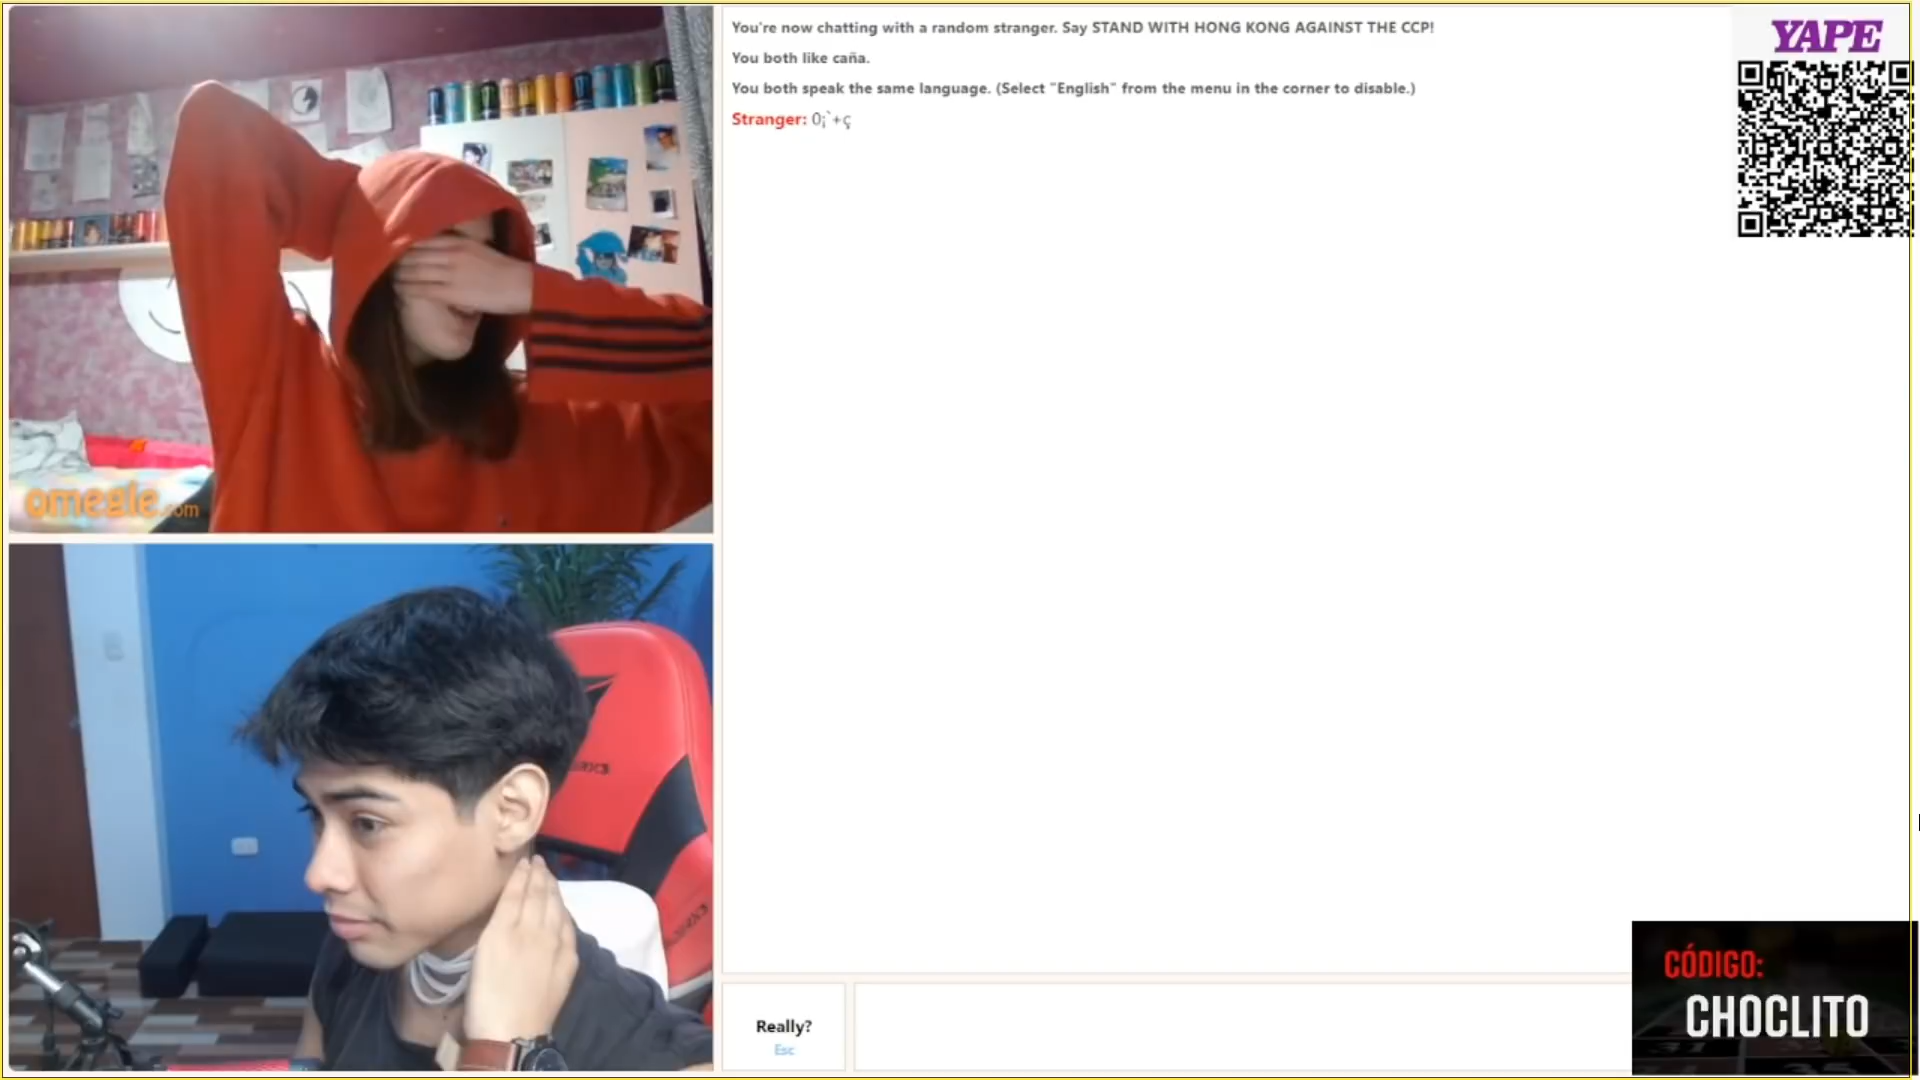 You're now chatting with a random stranger. Say STAND WITH HONG KONG AGAINST THE CCP!
You both like caña.
You both speak the same language. (Select "English" from the menu in the corner to disable.)
Stranger: 0¡`+ç
YAPE
omegle.com
Really?
Esc
CÓDIGO:
CHOCLITO